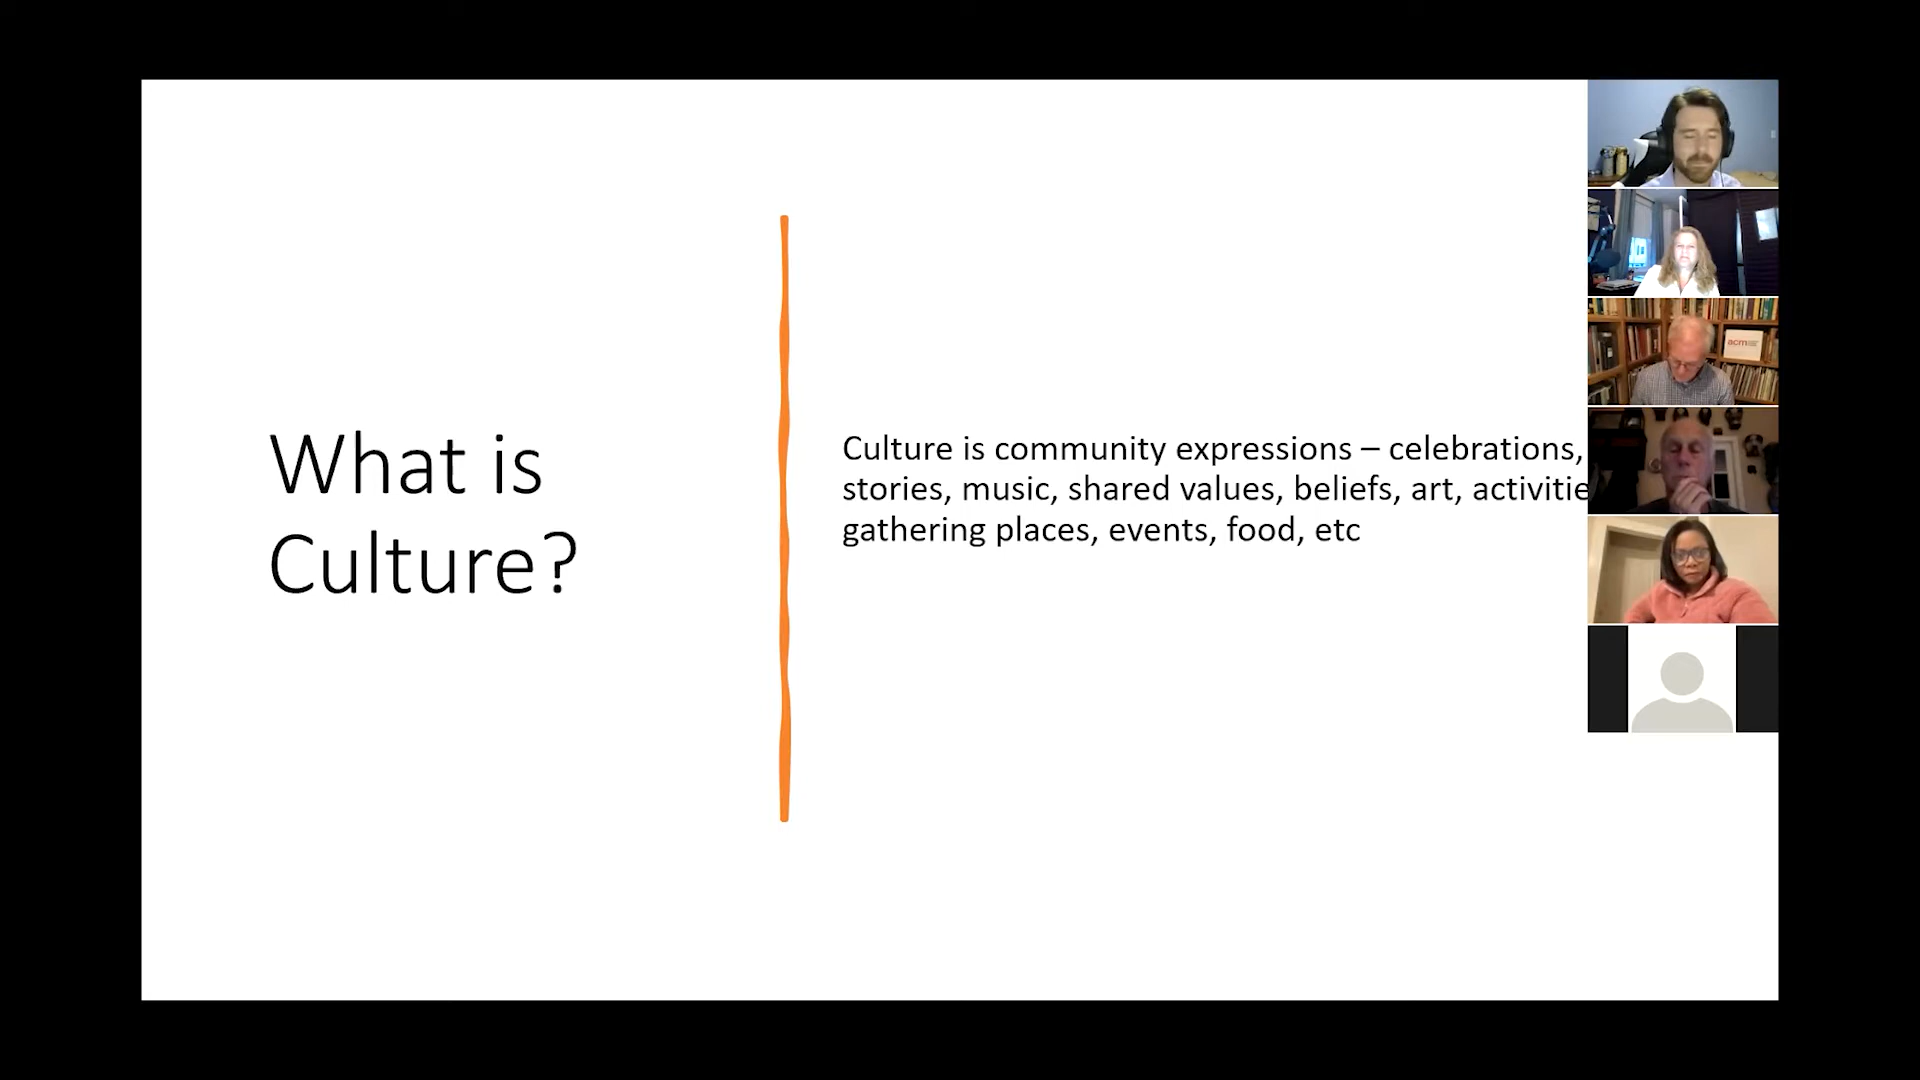 What is
Culture?
Culture is community expressions – celebrations,
stories, music, shared values, beliefs, art, activitie
gathering places, events, food, etc
acm